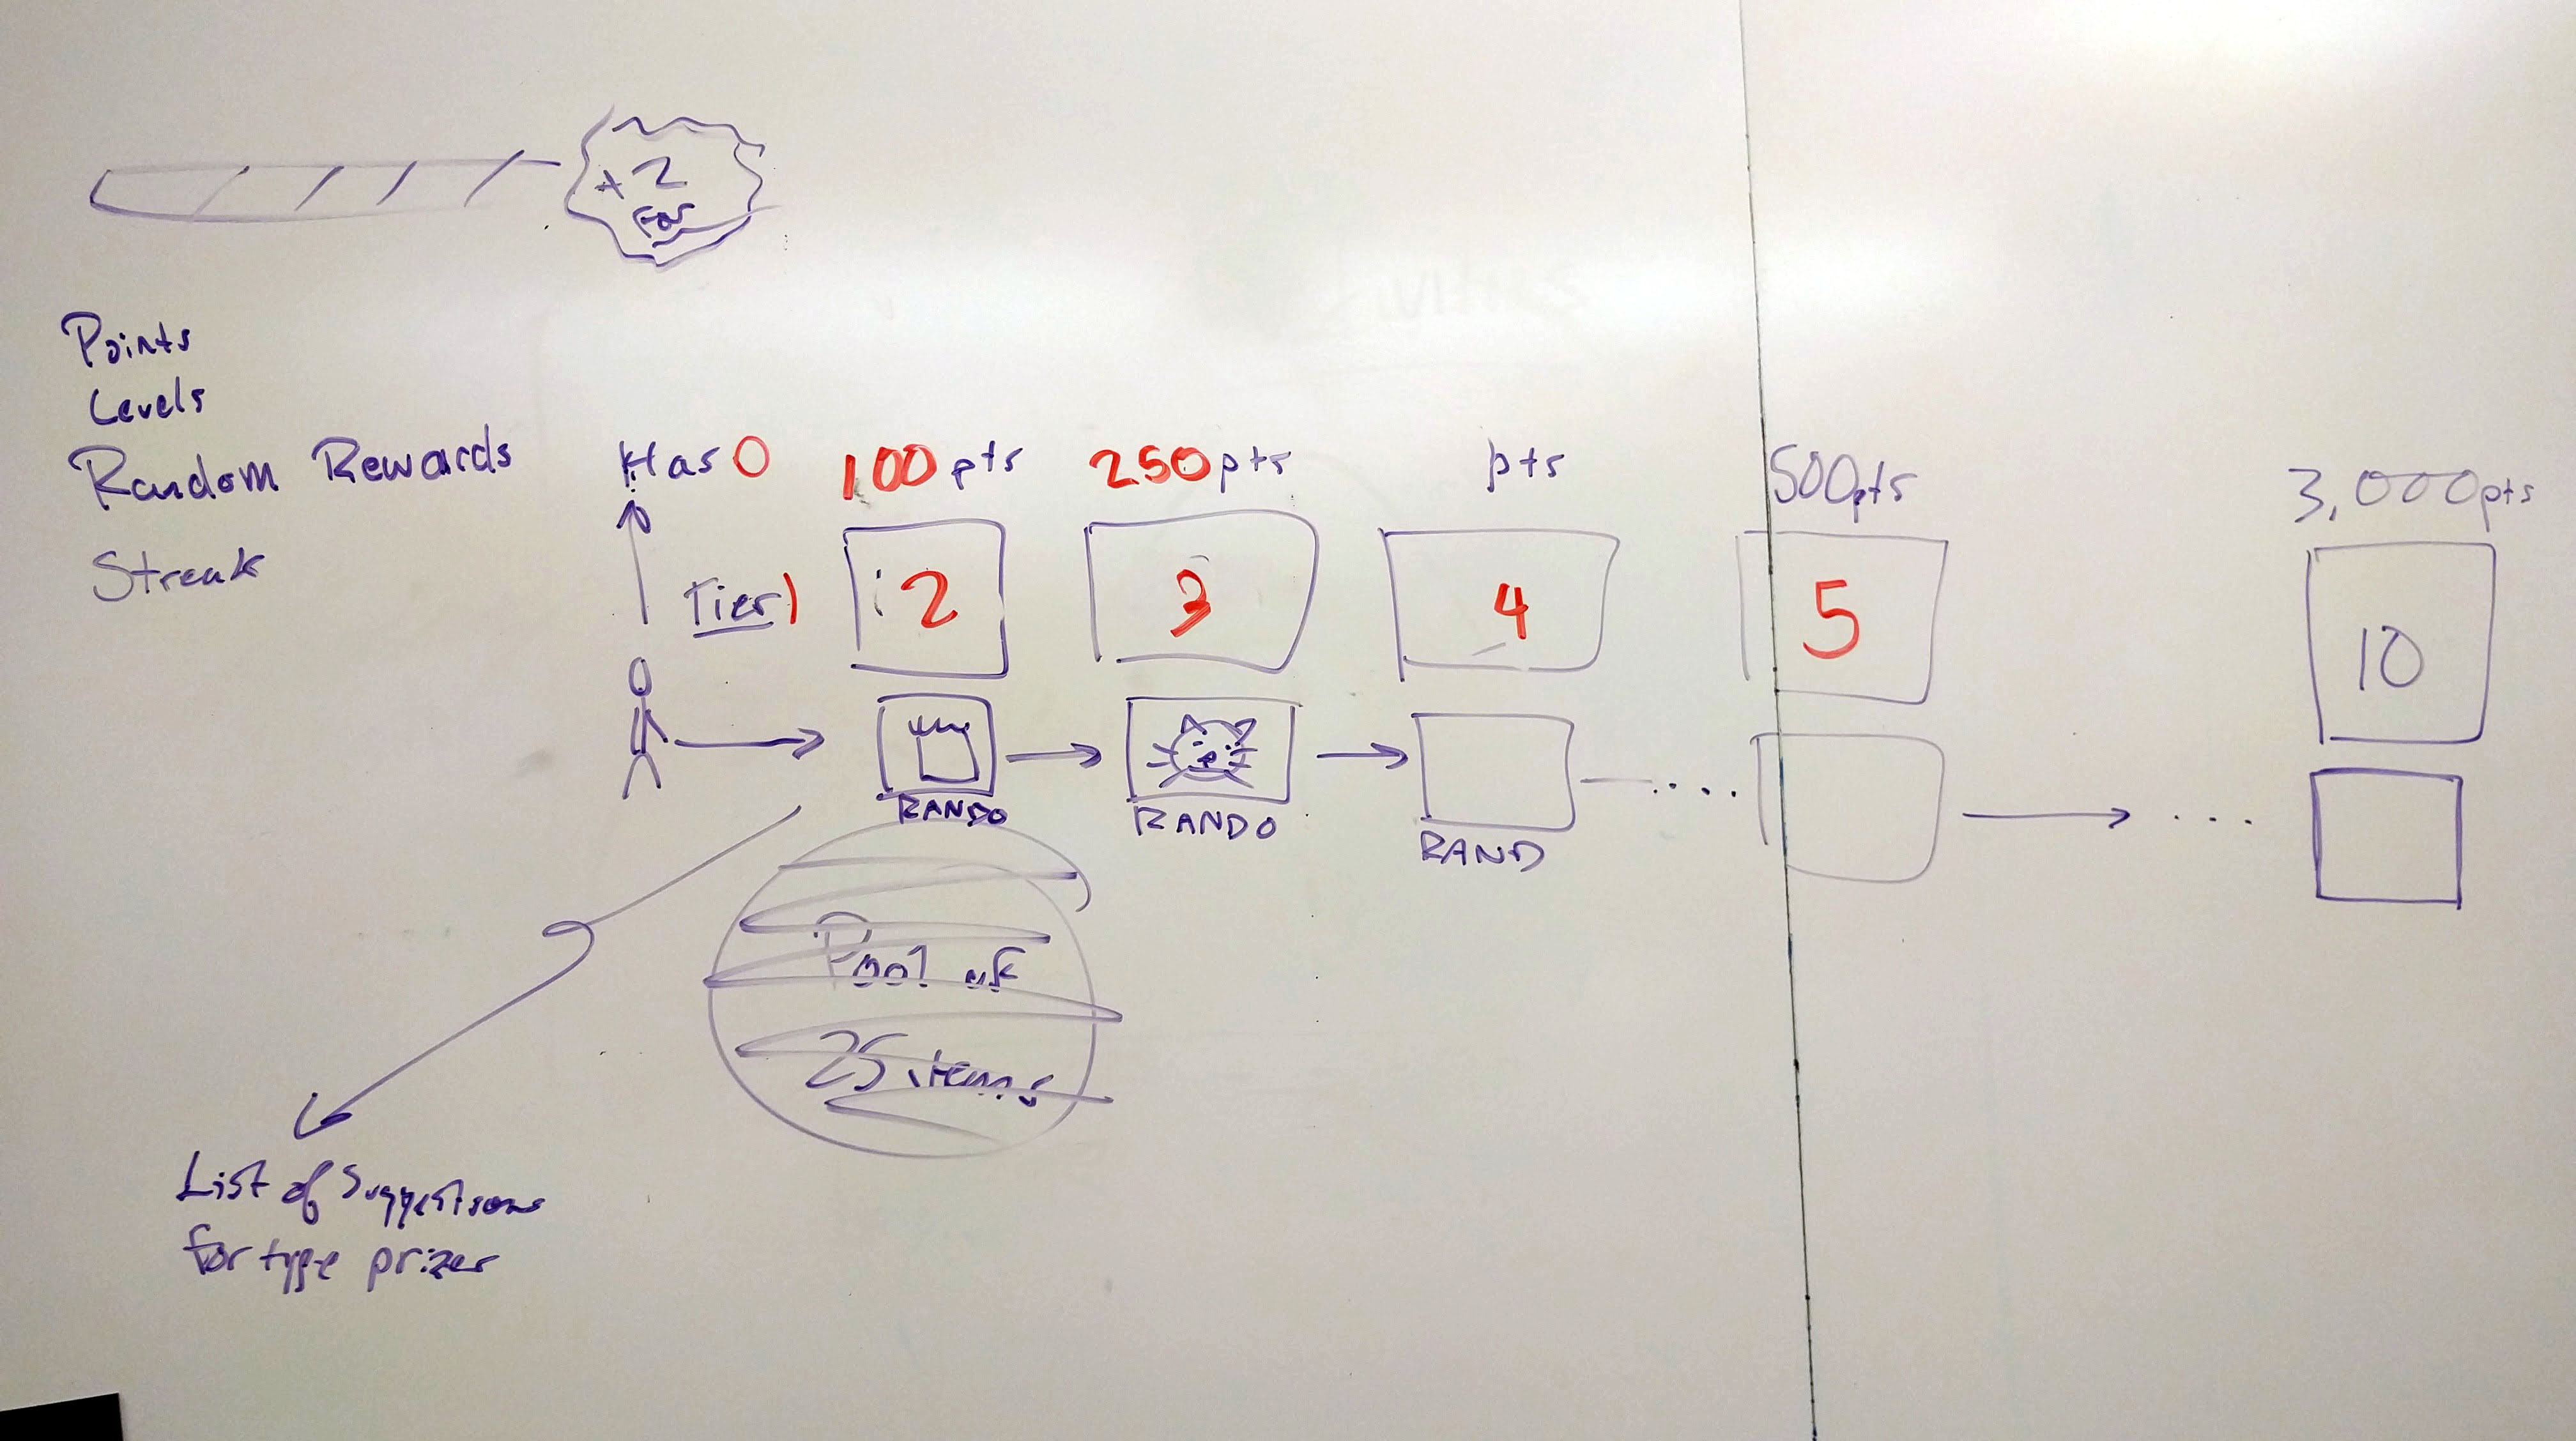 x 2
For
Points
Levels
Random Rewards
Streak
Has 0
100 pts
250 pts
pts
500pts
3,000pts
Tier 1
2
3
4
5
10
RANDO
RANDO
RAND
Pool of
25 items
List of Suggestions
for type prizes